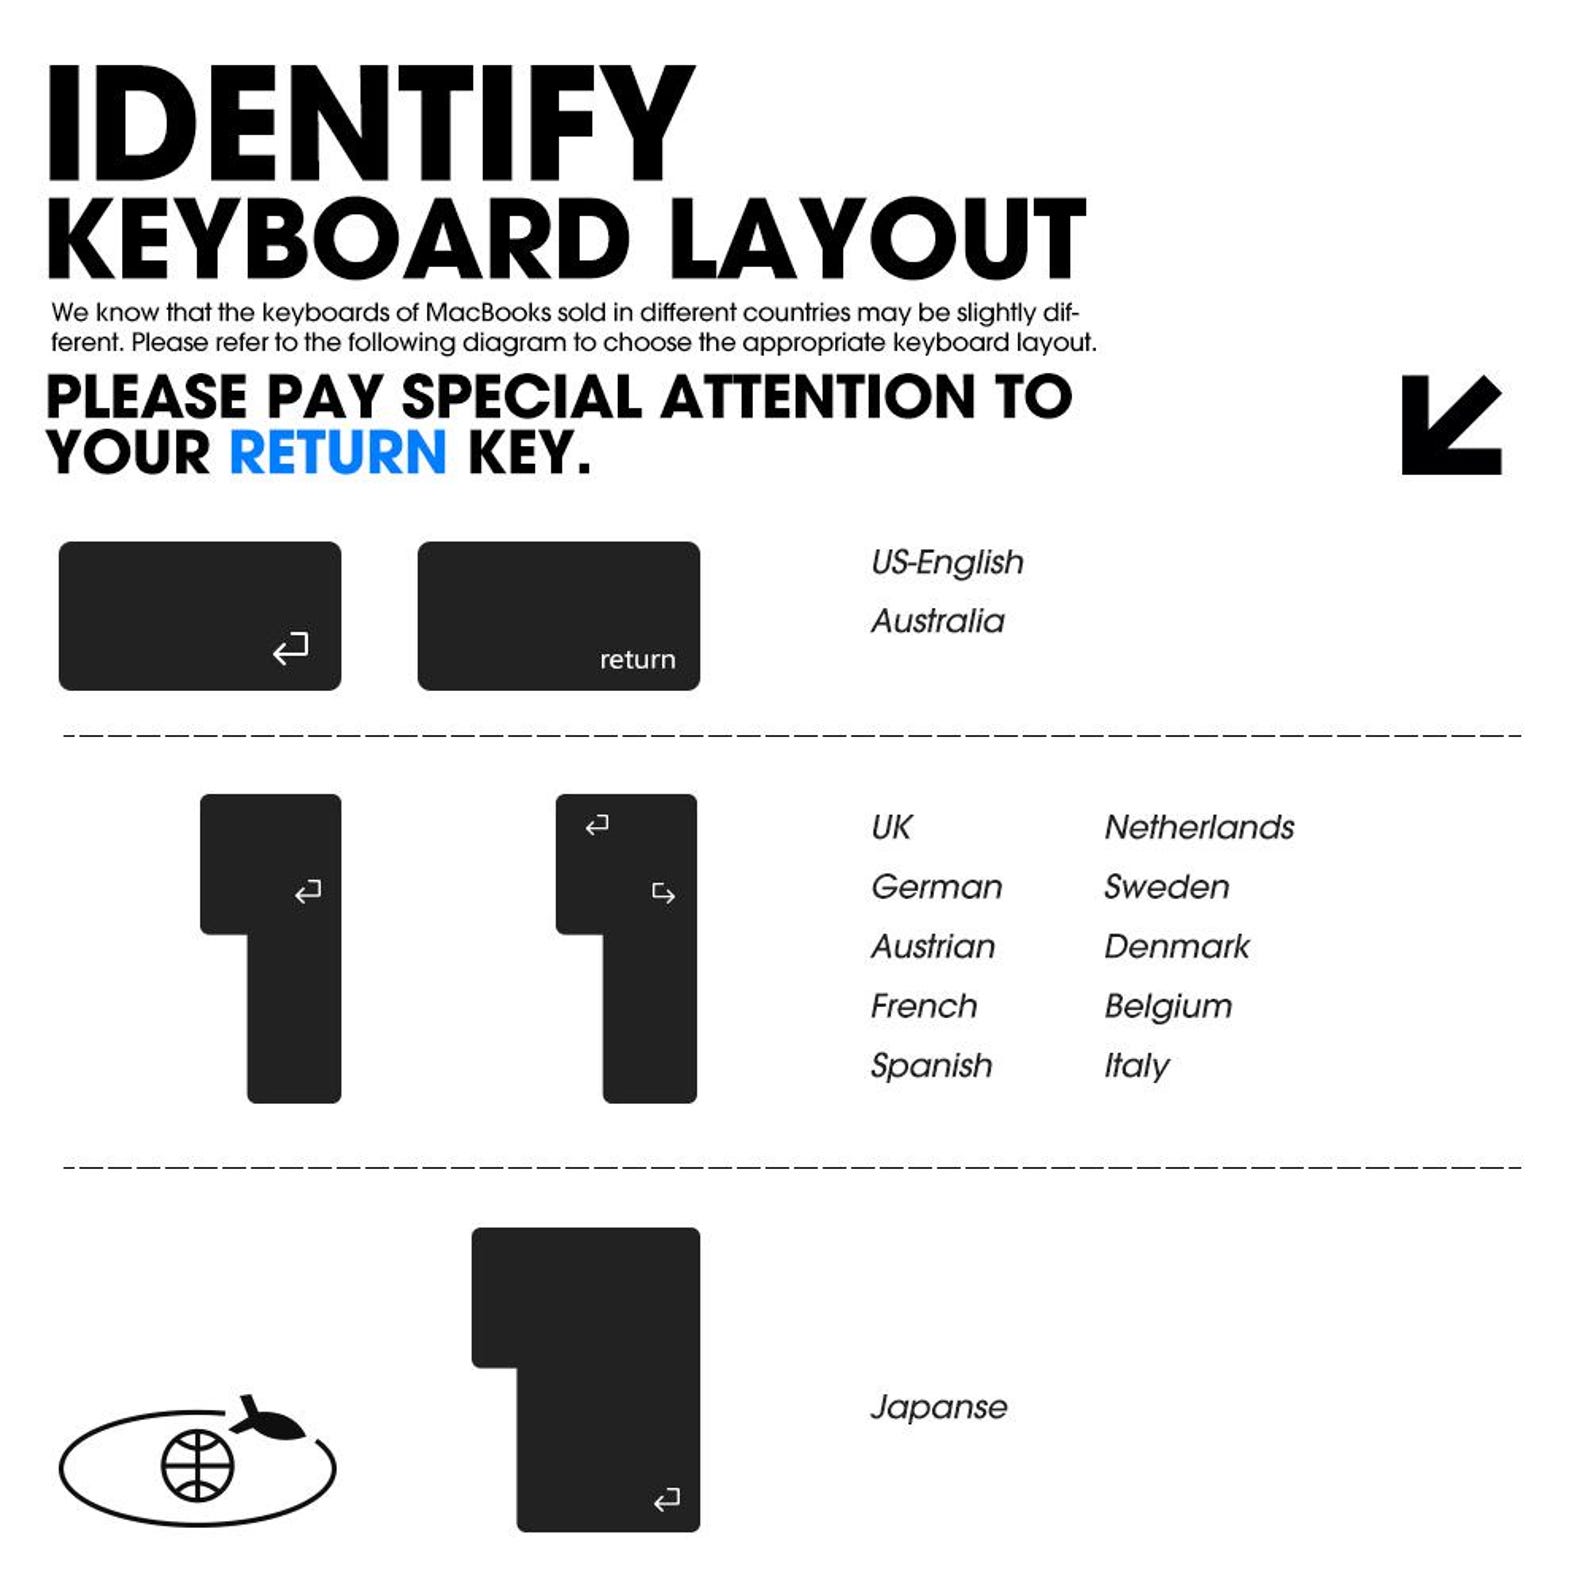 IDENTIFY
KEYBOARD LAYOUT
We know that the keyboards of MacBooks sold in different countries may be slightly dif-
ferent. Please refer to the following diagram to choose the appropriate keyboard layout.
PLEASE PAY SPECIAL ATTENTION TO
YOUR RETURN KEY.
return
US-English
Australia
UK
German
Austrian
French
Spanish
Netherlands
Sweden
Denmark
Belgium
Italy
Japanse